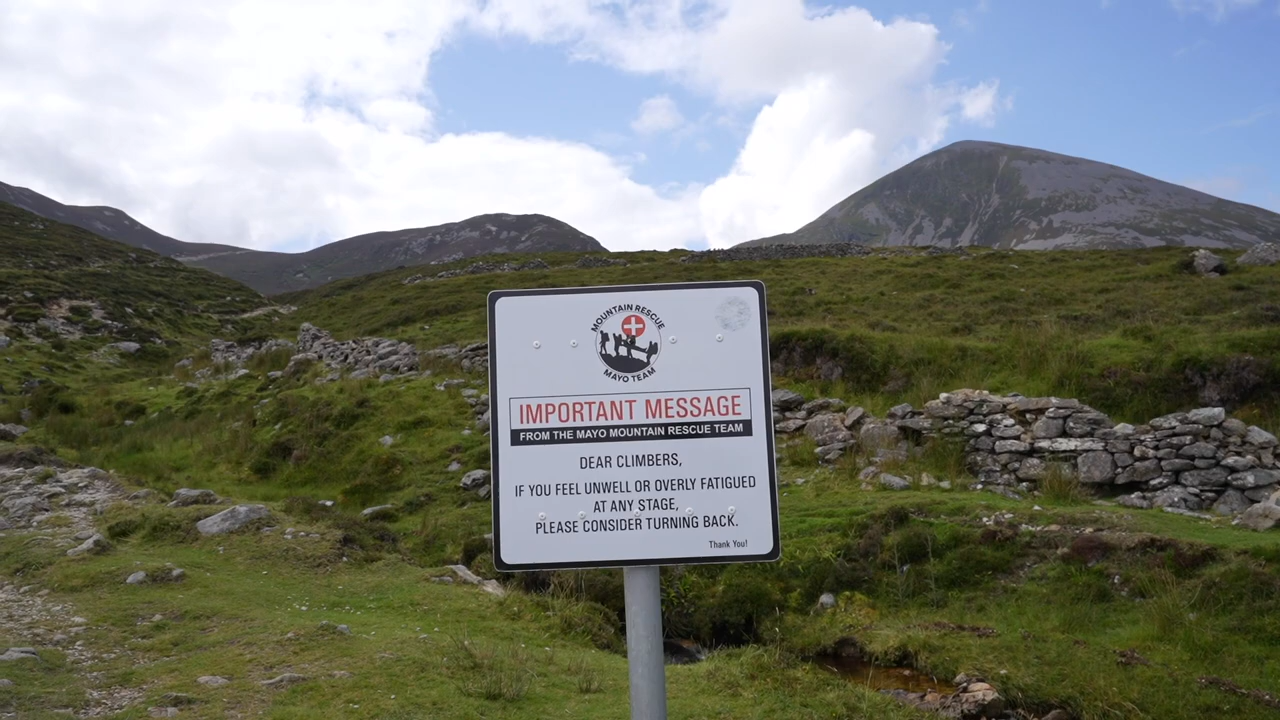 MOUNTAIN RESCUE
MAYO TEAM
IMPORTANT MESSAGE
FROM THE MAYO MOUNTAIN RESCUE TEAM
DEAR CLIMBERS,
IF YOU FEEL UNWELL OR OVERLY FATIGUED
AT ANY STAGE,
PLEASE CONSIDER TURNING BACK.
Thank You!